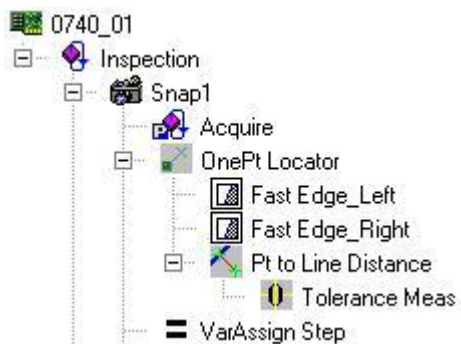 0740_01
Inspection
Snap1
Acquire
OnePt Locator
Fast Edge_Left
Fast Edge_Right
Pt to Line Distance
Tolerance Meas
VarAssign Step